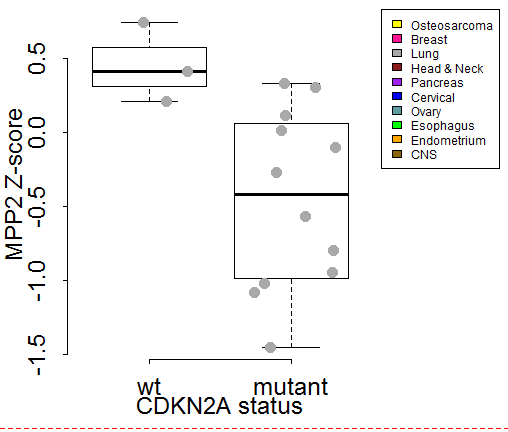 MPP2 Z-score
0.5
0.0
-0.5
-1.0
-1.5
wt mutant
CDKN2A status
Osteosarcoma
Breast
Lung
Head & Neck
Pancreas
Cervical
Ovary
Esophagus
Endometrium
CNS